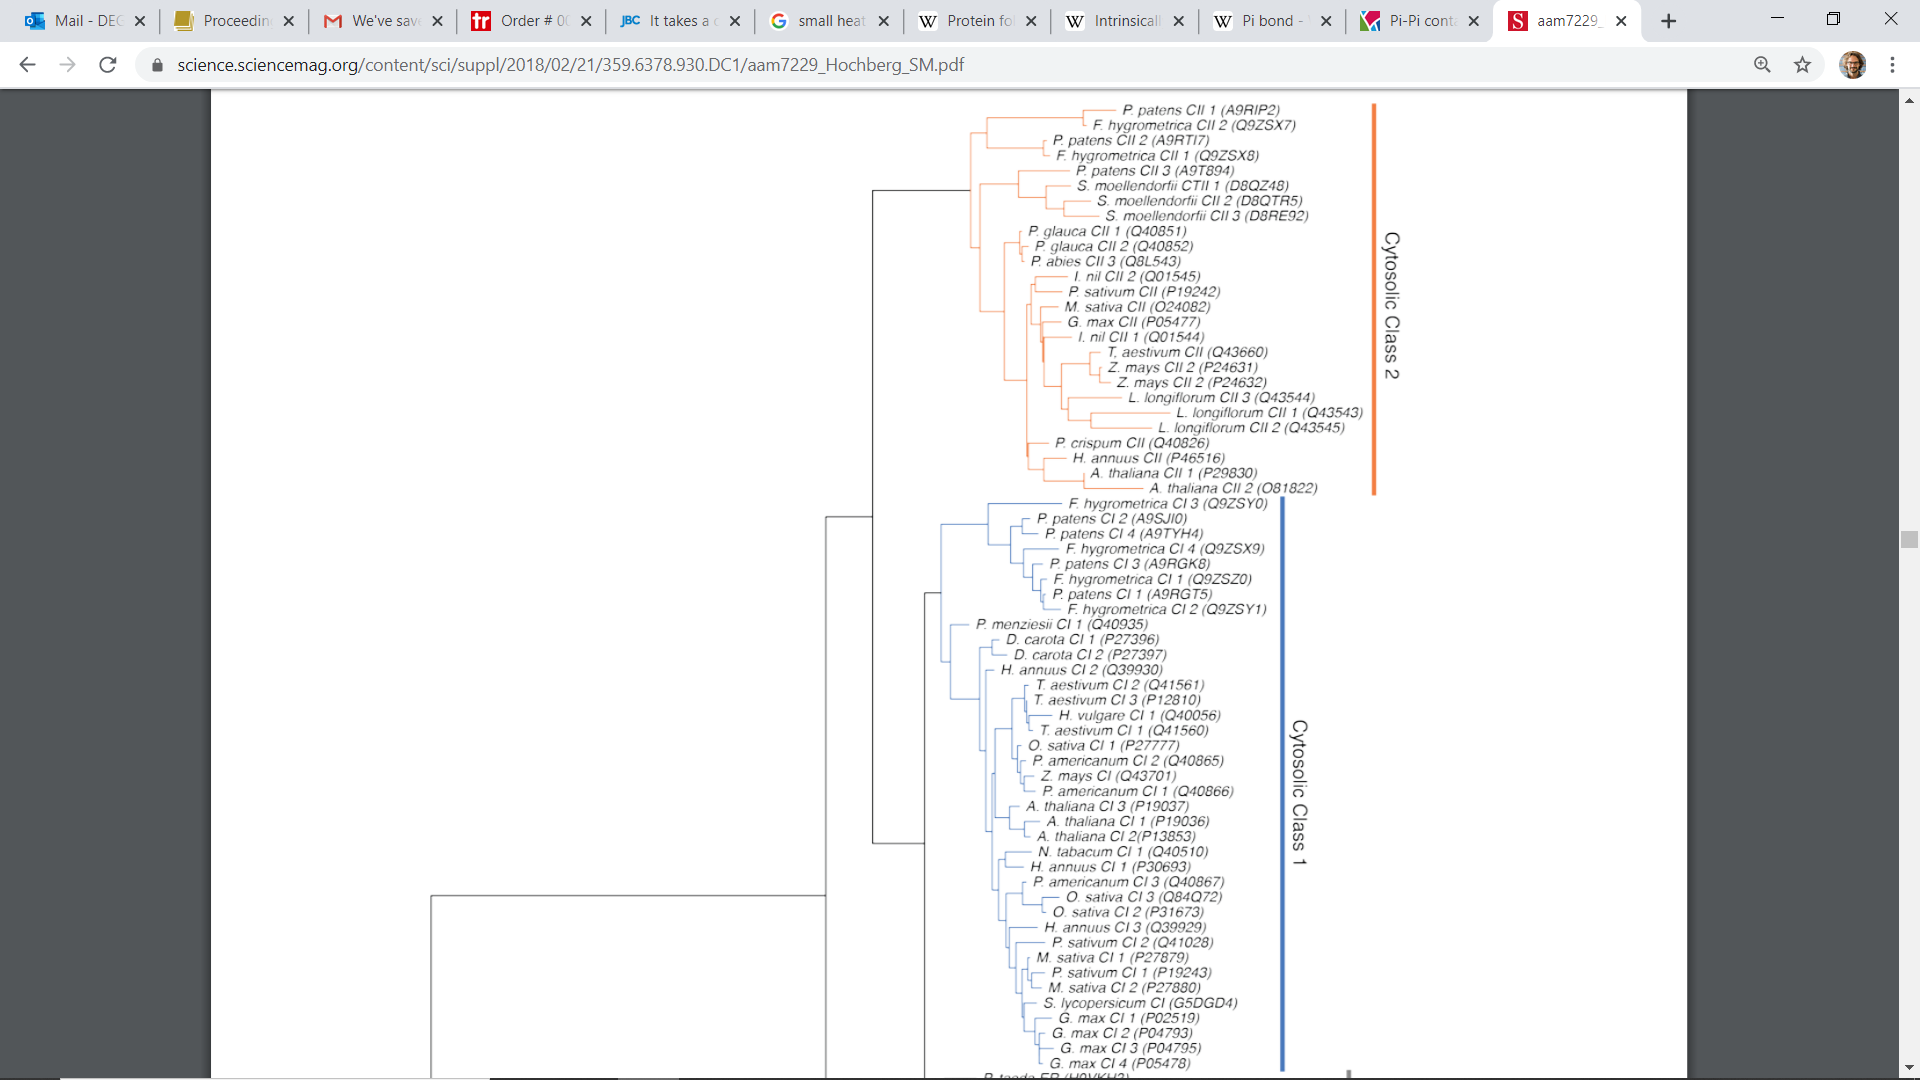 Mail - DEG
Proceedin
We've save
Order # 00
It takes a c
small heat
Protein fo
Intrinsicall
Pi bond -
Pi-Pi conta
aam7229_
science.sciencemag.org/content/sci/suppl/2018/02/21/359.6378.930.DC1/aam7229_Hochberg_SM.pdf
P. patens CII 1 (A9RIP2)
F. hygrometrica CII 2 (Q9ZSX7)
P. patens CII 2 (A9RTI7)
F. hygrometrica CII 1 (Q9ZSX8)
P. patens CII 3 (A9T894)
S. moellendorfii CTII 1 (D8QZ48)
S. moellendorfii CII 2 (D8QTR5)
S. moellendorfii CII 3 (D8RE92)
P. glauca CII 1 (Q40851)
P. glauca CII 2 (Q40852)
P. abies CII 3 (Q8L543)
I. nil CII 2 (Q01545)
P. sativum CII (P19242)
M. sativa CII (O24082)
G. max CII (P05477)
I. nil CII 1 (Q01544)
T. aestivum CII (Q43660)
Z. mays CII 2 (P24631)
Z. mays CII 2 (P24632)
L. longiflorum CII 3 (Q43544)
L. longiflorum CII 1 (Q43543)
L. longiflorum CII 2 (Q43545)
P. crispum CII (Q40826)
H. annuus CII (P46516)
A. thaliana CII 1 (P29830)
A. thaliana CII 2 (O81822)
Cytosolic Class 2
F. hygrometrica CI 3 (Q9ZSY0)
P. patens CI 2 (A9SJI0)
P. patens CI 4 (A9TYH4)
F. hygrometrica CI 4 (Q9ZSX9)
P. patens CI 3 (A9RGK8)
F. hygrometrica CI 1 (Q9ZSZ0)
P. patens CI 1 (A9RGT5)
F. hygrometrica CI 2 (Q9ZSY1)
P. menziesii CI 1 (Q40935)
D. carota CI 1 (P27396)
D. carota CI 2 (P27397)
H. annuus CI 2 (Q39930)
T. aestivum CI 2 (Q41561)
T. aestivum CI 3 (P12810)
H. vulgare CI 1 (Q40056)
T. aestivum CI 1 (Q41560)
O. sativa CI 1 (P27777)
P. americanum CI 2 (Q40865)
Z. mays CI (Q43701)
P. americanum CI 1 (Q40866)
A. thaliana CI 3 (P19037)
A. thaliana CI 1 (P19036)
A. thaliana CI 2(P13853)
N. tabacum CI 1 (Q40510)
H. annuus CI 1 (P30693)
P. americanum CI 3 (Q40867)
O. sativa CI 3 (Q84Q72)
O. sativa CI 2 (P31673)
H. annuus CI 3 (Q39929)
P. sativum CI 2 (Q41028)
M. sativa CI 1 (P27879)
P. sativum CI 1 (P19243)
M. sativa CI 2 (P27880)
S. lycopersicum CI (G5DGD4)
G. max CI 1 (P02519)
G. max CI 2 (P04793)
G. max CI 3 (P04795)
G. max CI 4 (P05478)
Cytosolic Class 1